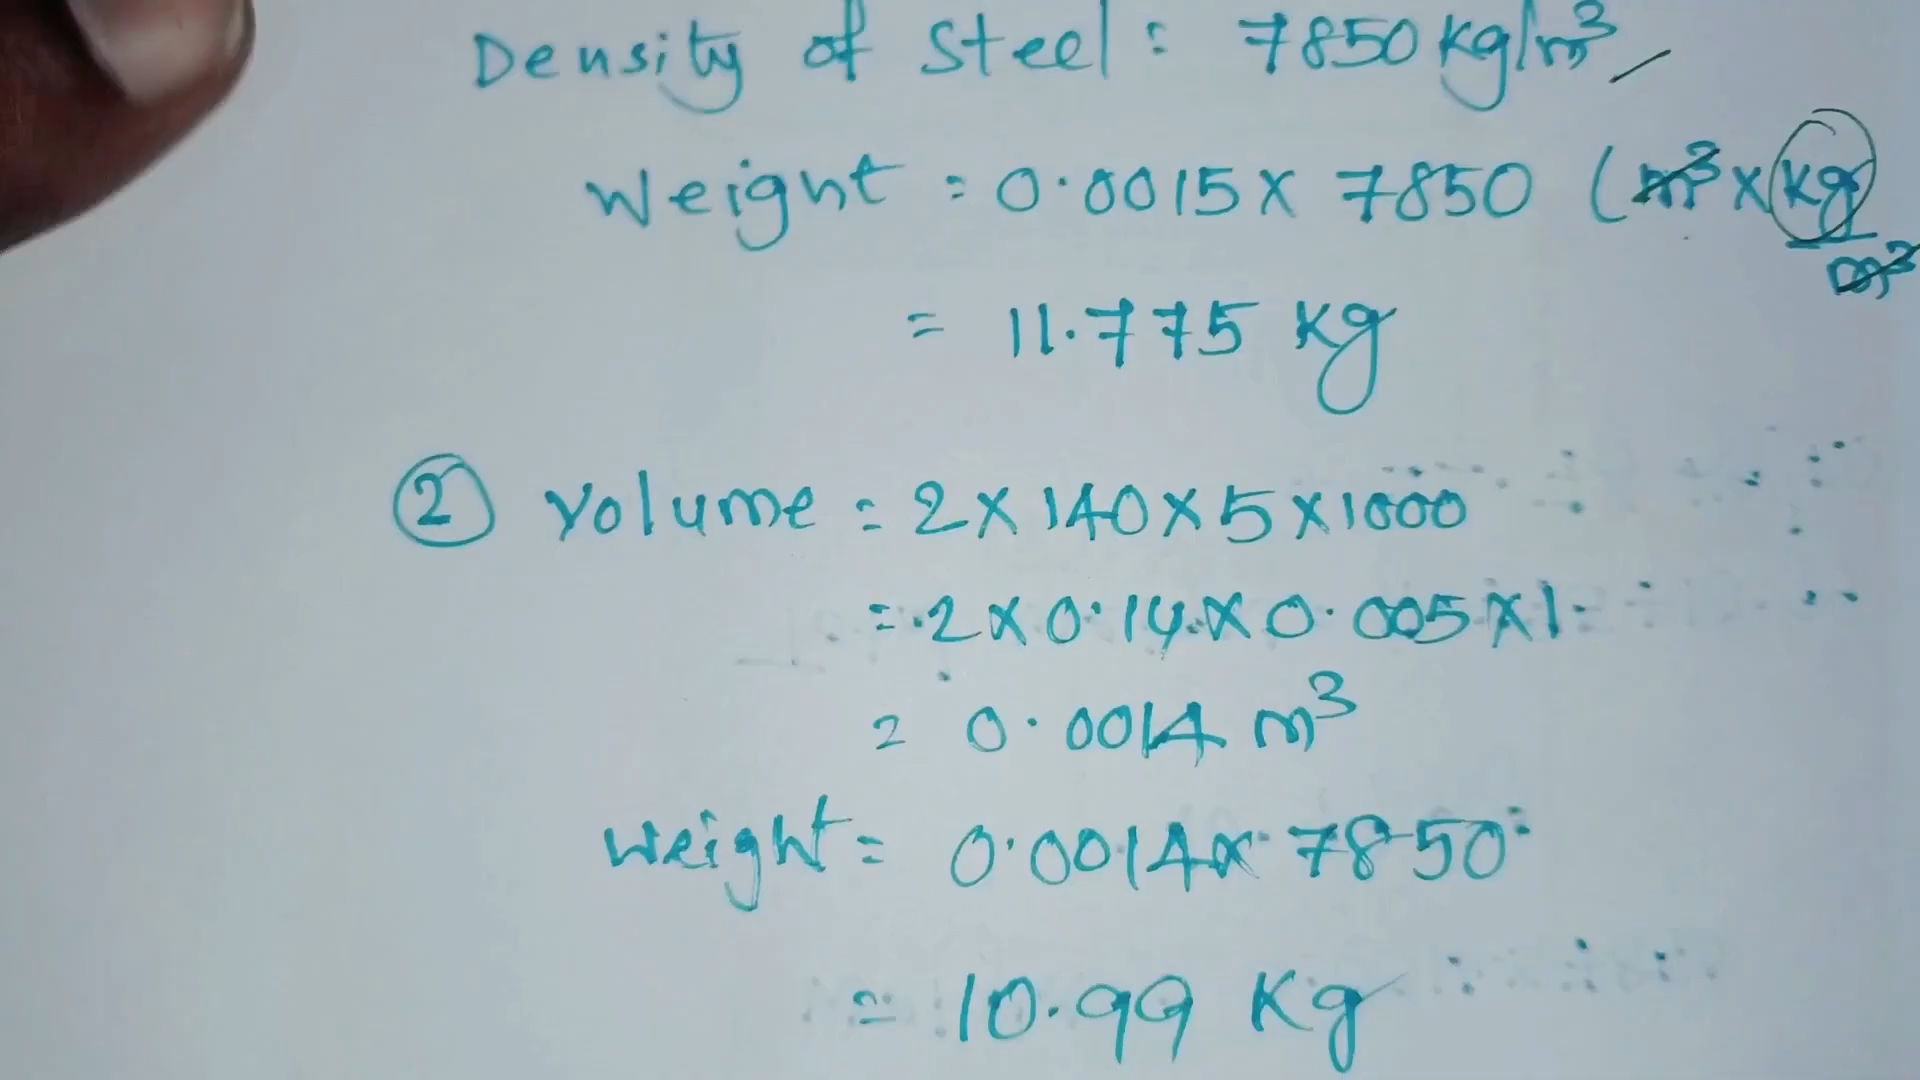 Density of Steel = 7850 kg/m³
Weight = 0.0015 × 7850 (m³ × kg/m³
= 11.775 kg
② Volume = 2 × 140 × 5 × 1000
= 2 × 0.14 × 0.005 × 1
= 0.0014 m³
Weight = 0.0014 × 7850
= 10.99 Kg